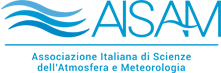 AISAM
Associazione Italiana di Scienze
dell'Atmosfera e Meteorologia